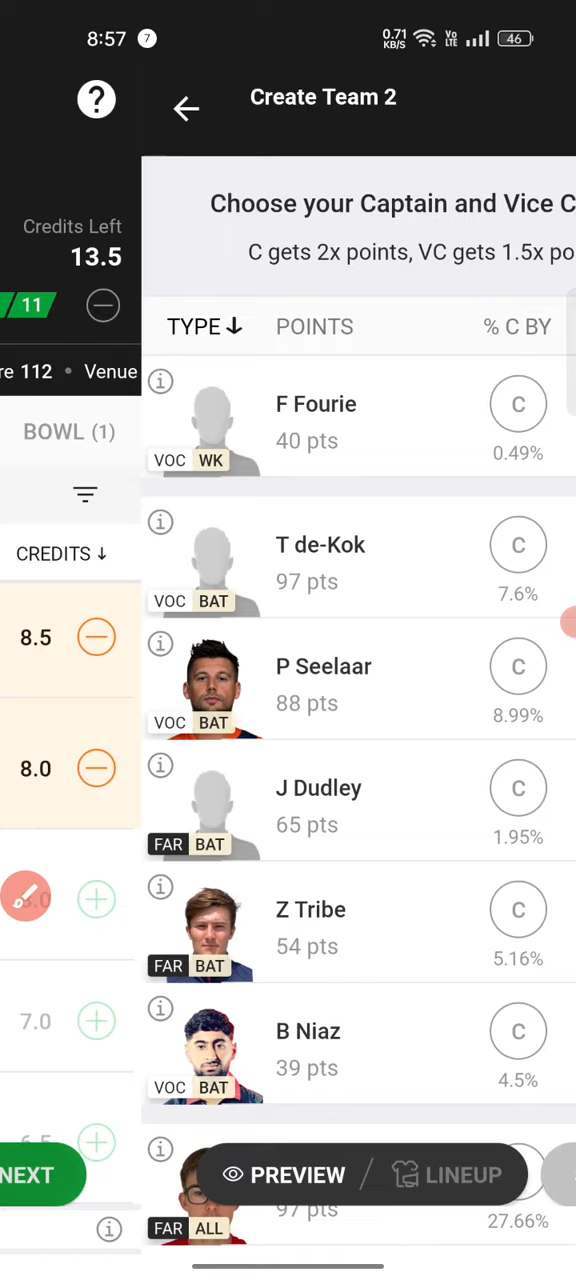 8:57
7
0.71 KB/S
Vo LTE
46
?
Create Team 2
Credits Left
13.5
11
re 112 • Venue
BOWL (1)
CREDITS ↓
8.5
8.0
7.0
NEXT
Choose your Captain and Vice C
C gets 2x points, VC gets 1.5x po
TYPE ↓ POINTS % C BY
F Fourie
40 pts
VOC WK
C
0.49%
T de-Kok
97 pts
VOC BAT
C
7.6%
P Seelaar
88 pts
VOC BAT
C
8.99%
J Dudley
65 pts
FAR BAT
C
1.95%
Z Tribe
54 pts
FAR BAT
C
5.16%
B Niaz
39 pts
VOC BAT
C
4.5%
PREVIEW / LINEUP
97 pts
FAR ALL
27.66%